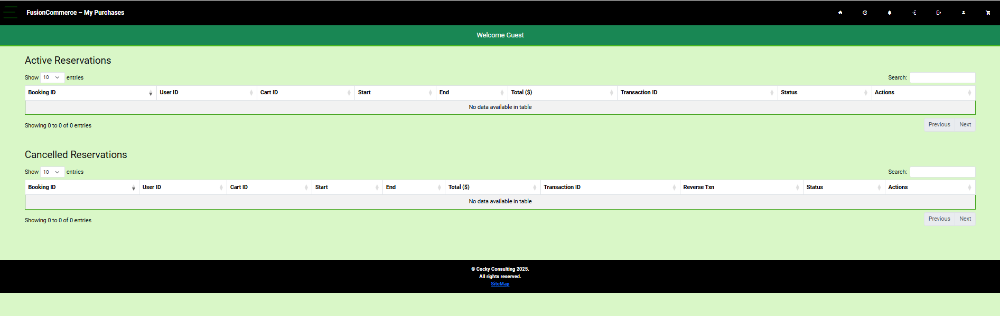 FusionCommerce – My Purchases
Welcome Guest
Active Reservations
Show 10 entries Search:
Booking ID User ID Cart ID Start End Total ($) Transaction ID Status Actions
No data available in table
Showing 0 to 0 of 0 entries Previous Next
Cancelled Reservations
Show 10 entries Search:
Booking ID User ID Cart ID Start End Total ($) Transaction ID Reverse Txn Status Actions
No data available in table
Showing 0 to 0 of 0 entries Previous Next
© Cocky Consulting 2025.
All rights reserved.
SiteMap